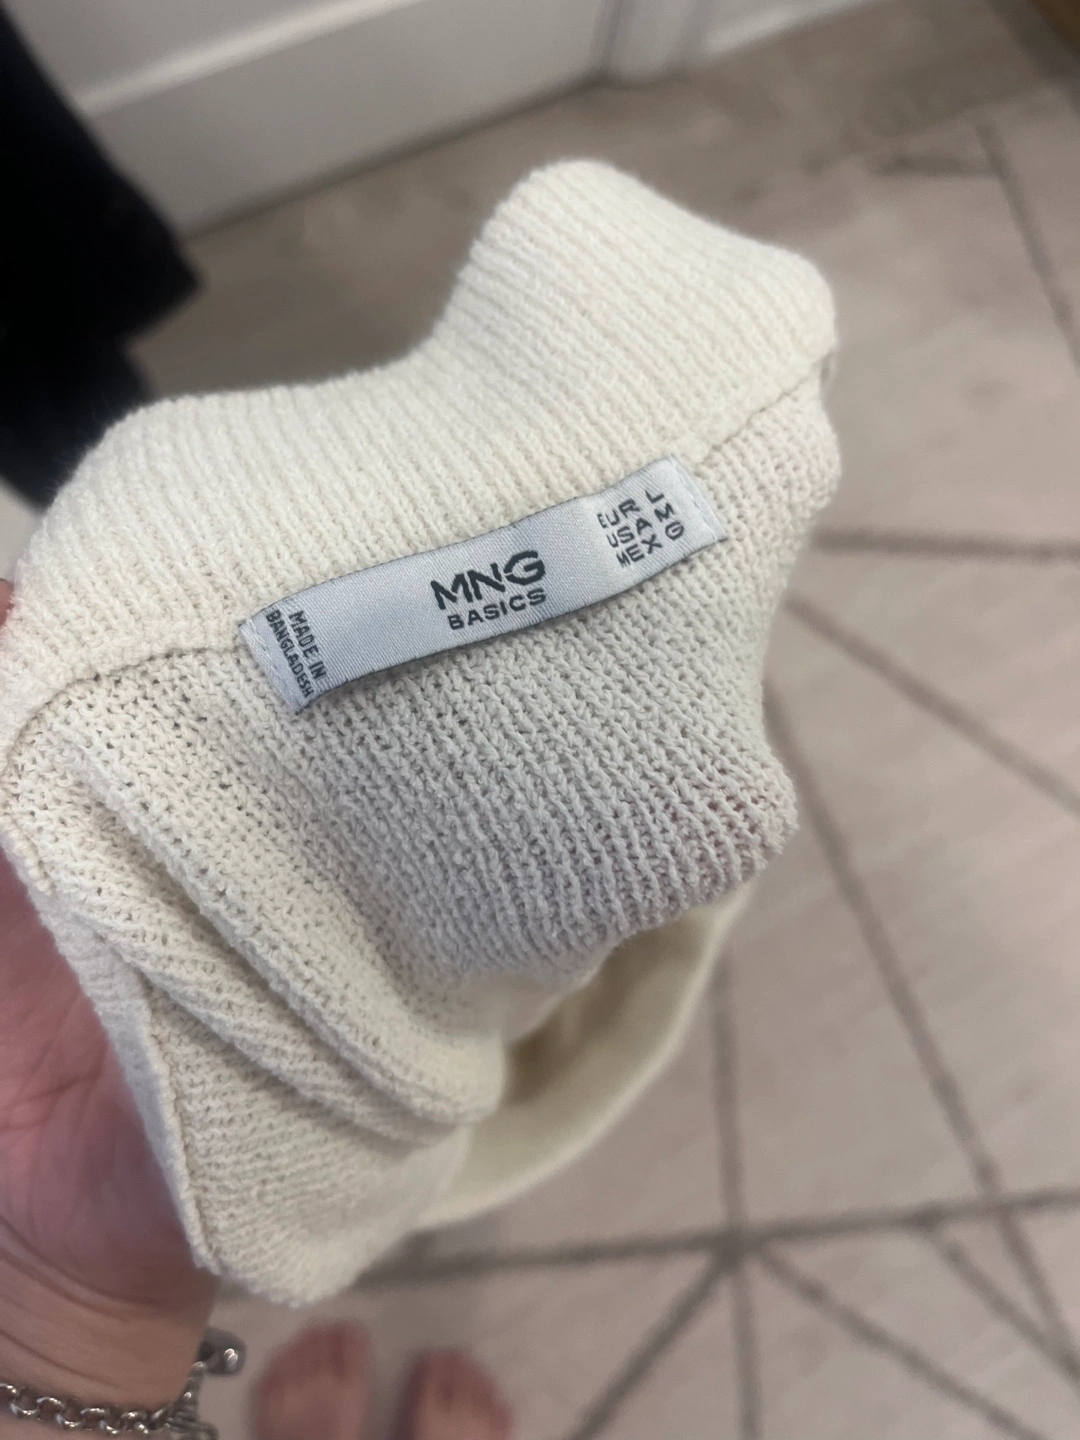 MADE IN
BANGLADESH
MNG
BASICS
EUR L
USA M
MEX G